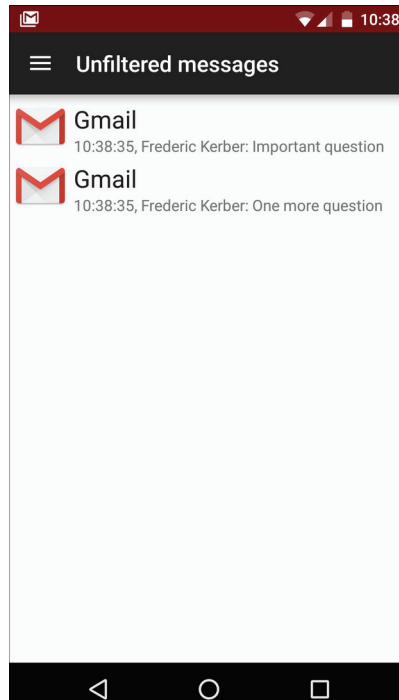 10:38
Unfiltered messages
Gmail
10:38:35, Frederic Kerber: Important question
Gmail
10:38:35, Frederic Kerber: One more question